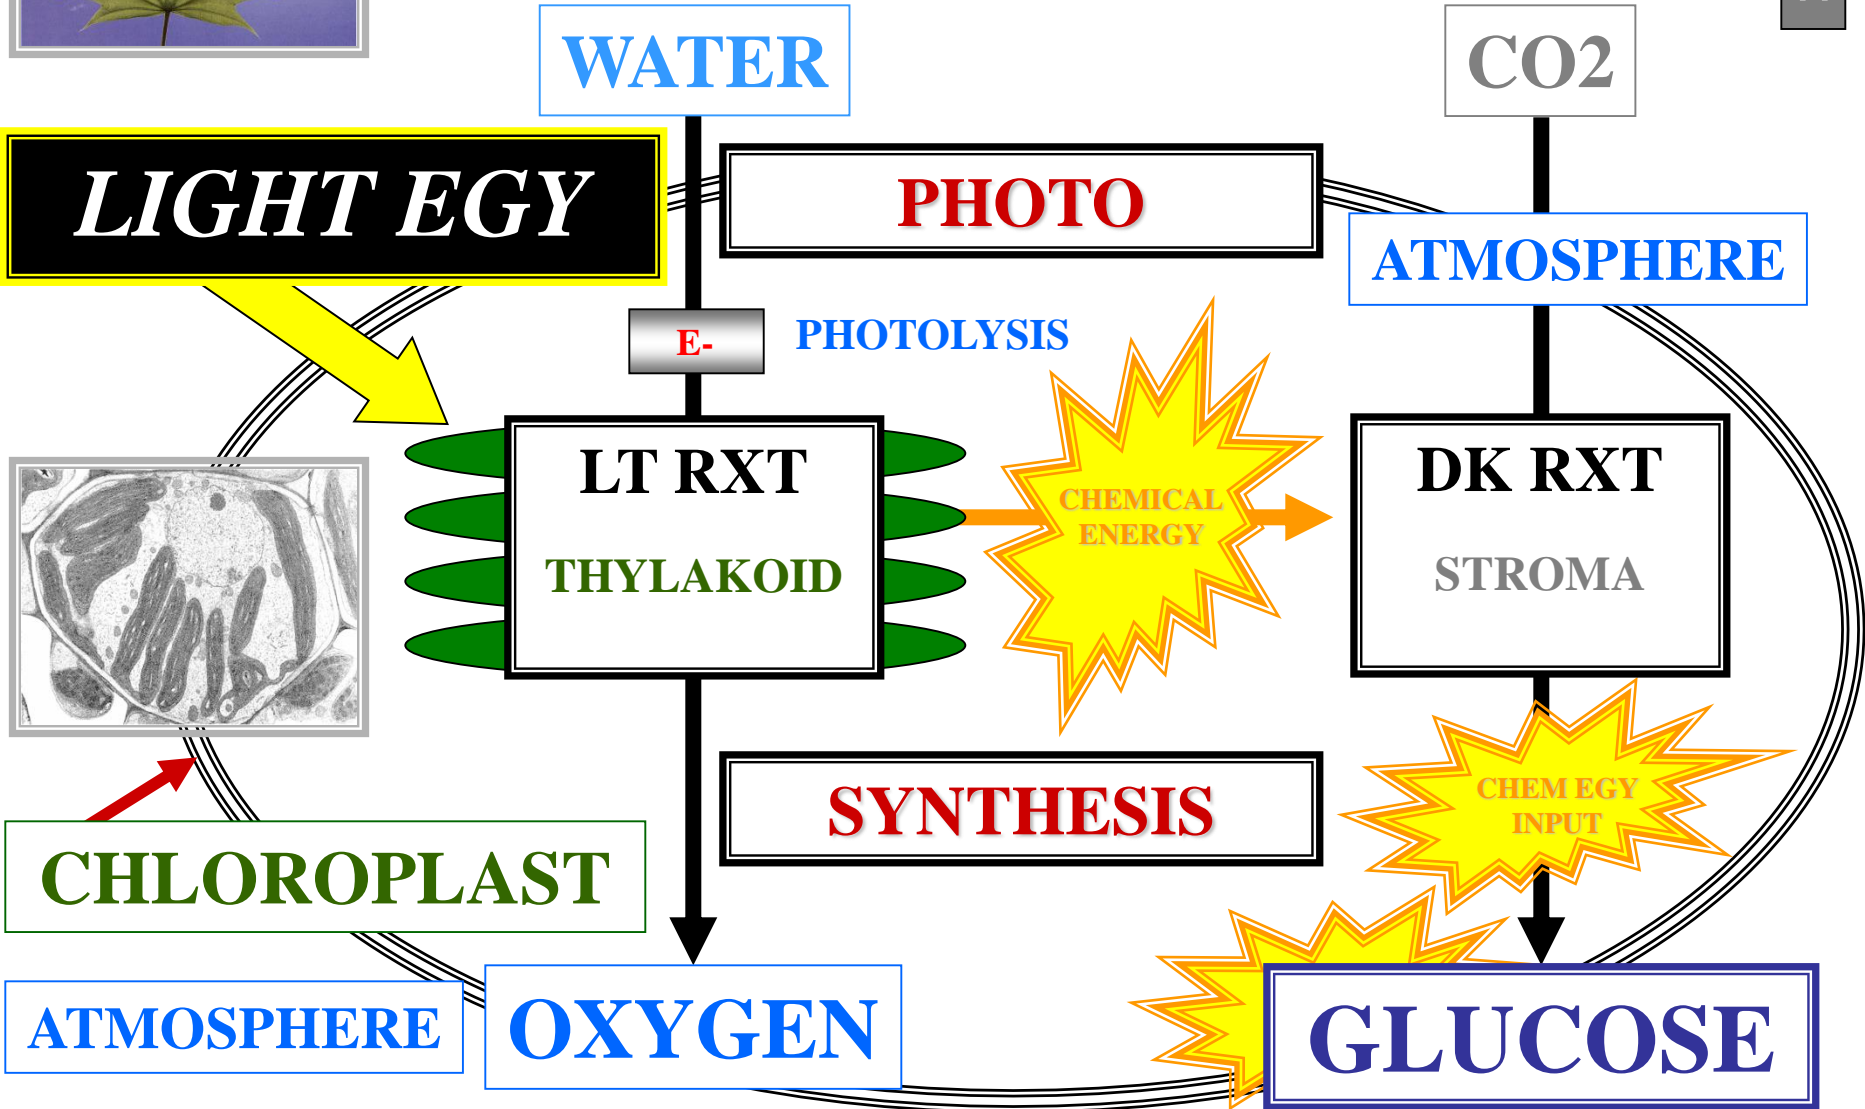 WATER
CO2
LIGHT EGY
PHOTO
ATMOSPHERE
E-
PHOTOLYSIS
LT RXT
THYLAKOID
CHEMICAL
ENERGY
DK RXT
STROMA
SYNTHESIS
CHEM EGY
INPUT
CHLOROPLAST
ATMOSPHERE
OXYGEN
GLUCOSE